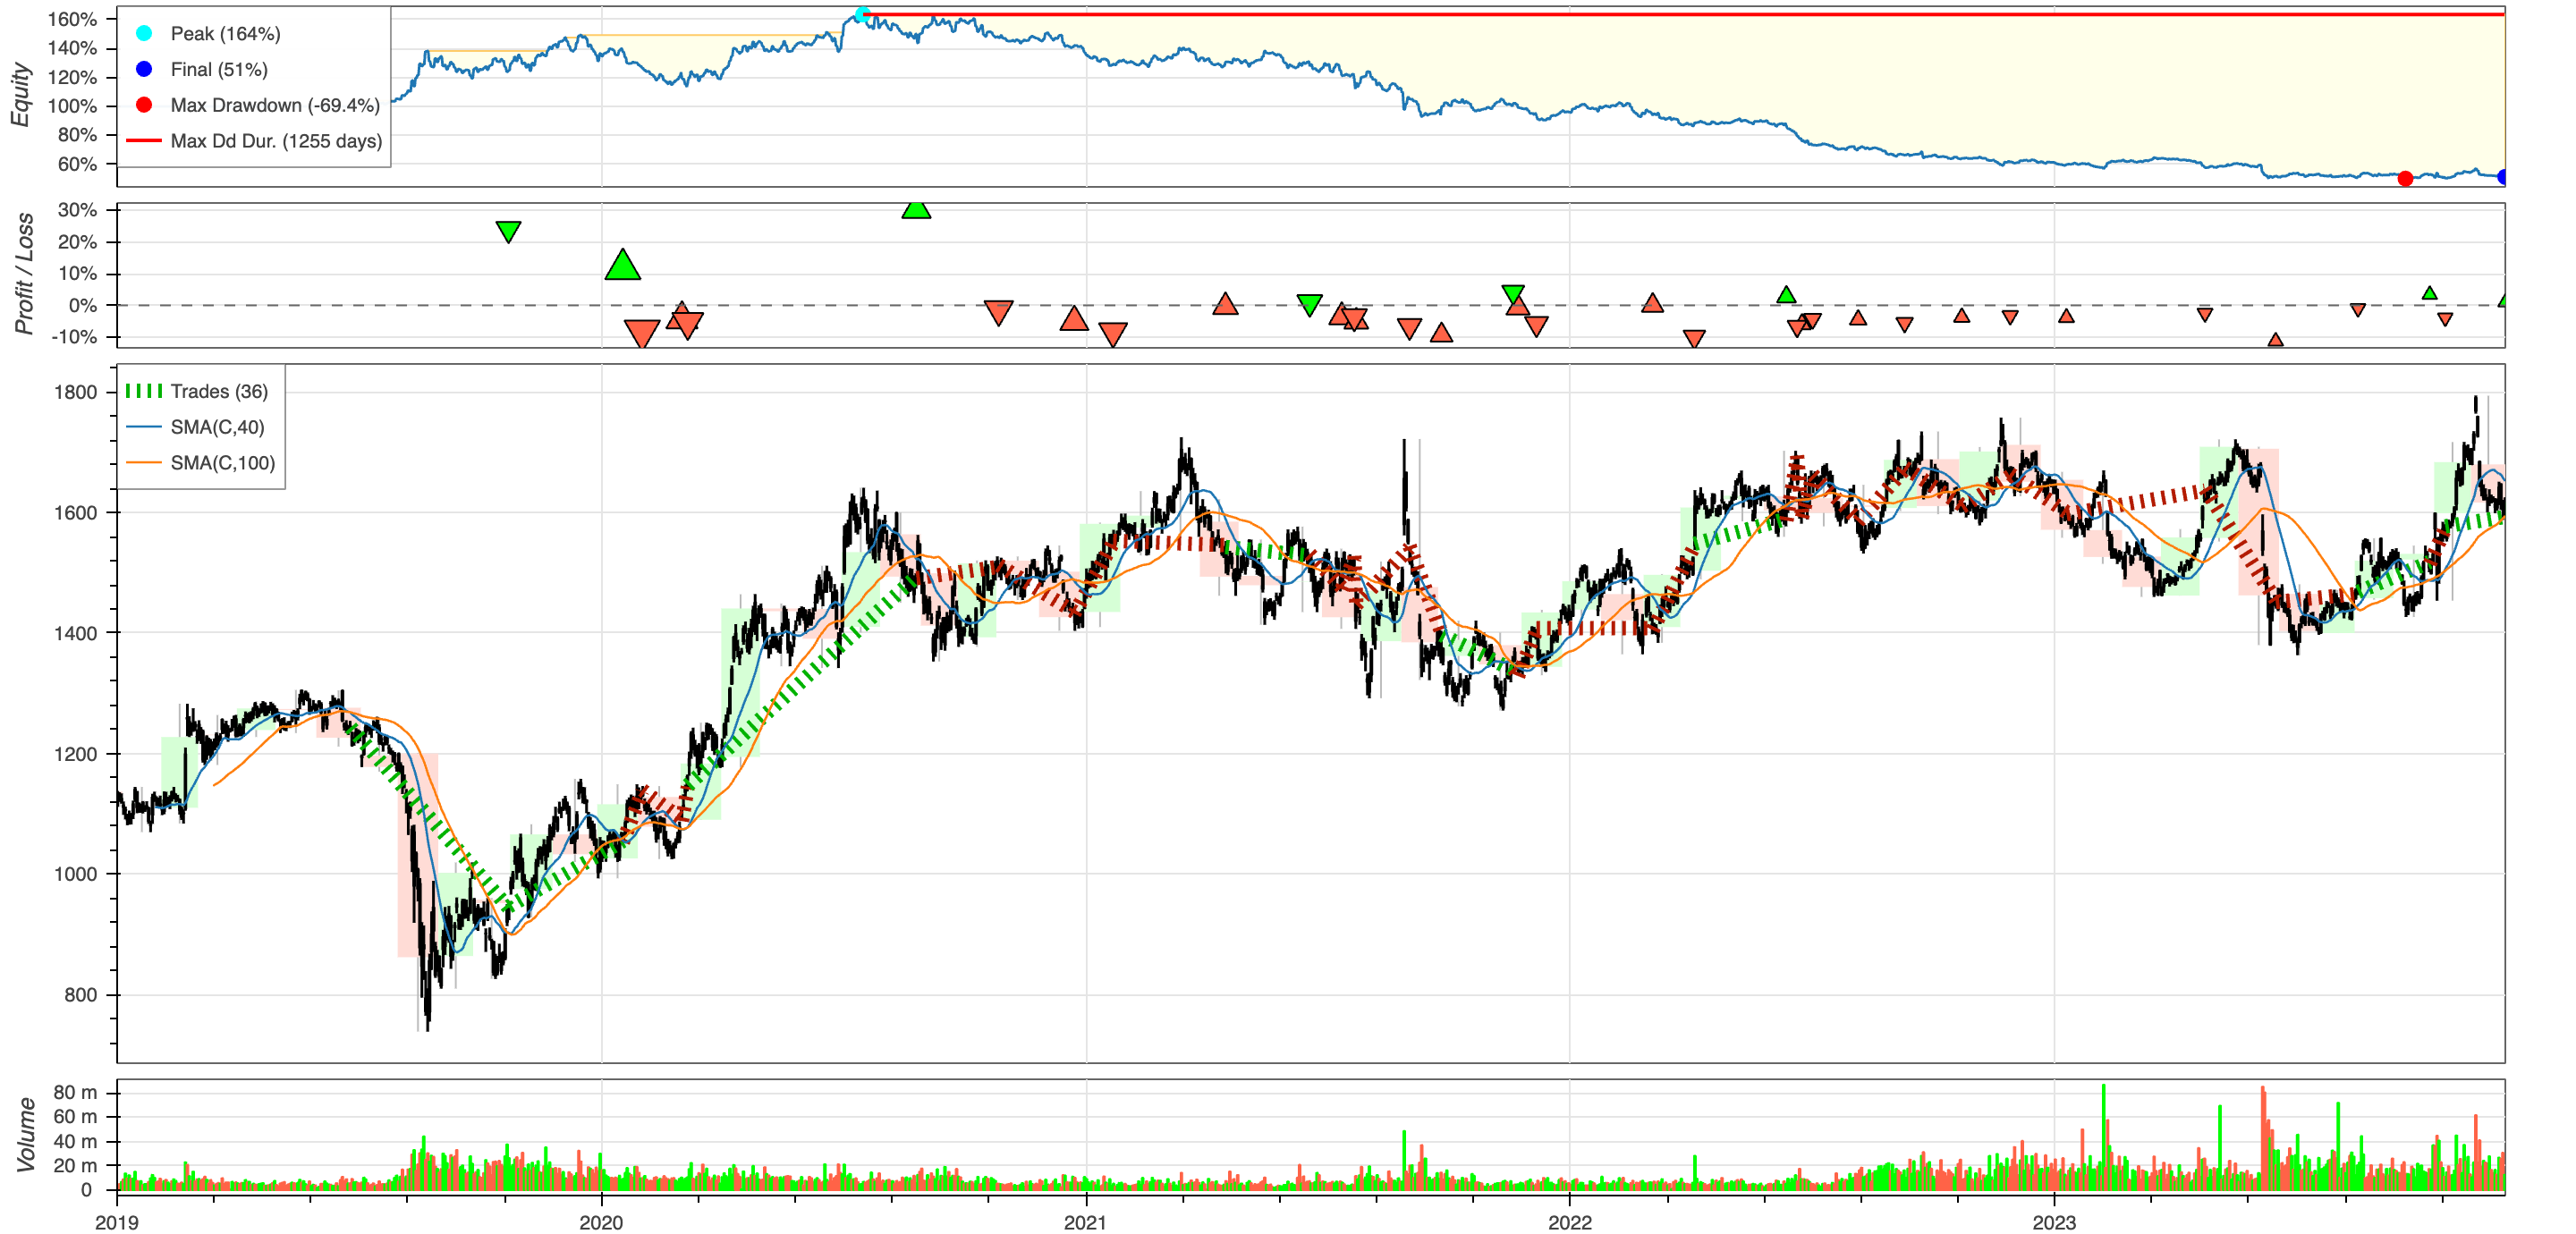 Equity
160%
140%
120%
100%
80%
60%
Peak (164%)
Final (51%)
Max Drawdown (-69.4%)
Max Dd Dur. (1255 days)
Profit / Loss
30%
20%
10%
0%
-10%
1800
1600
1400
1200
1000
800
Trades (36)
SMA(C,40)
SMA(C,100)
Volume
80 m
60 m
40 m
20 m
0
2019 2020 2021 2022 2023